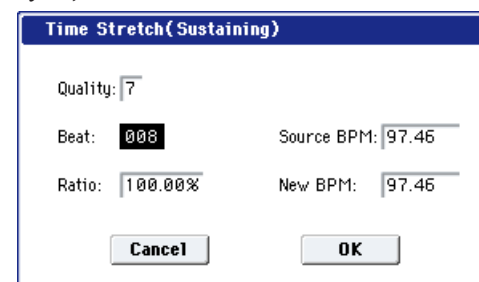 Time Stretch(Sustaining)
Quality: 7
Beat: 008 Source BPM: 97.46
Ratio: 100.00% New BPM: 97.46
Cancel OK